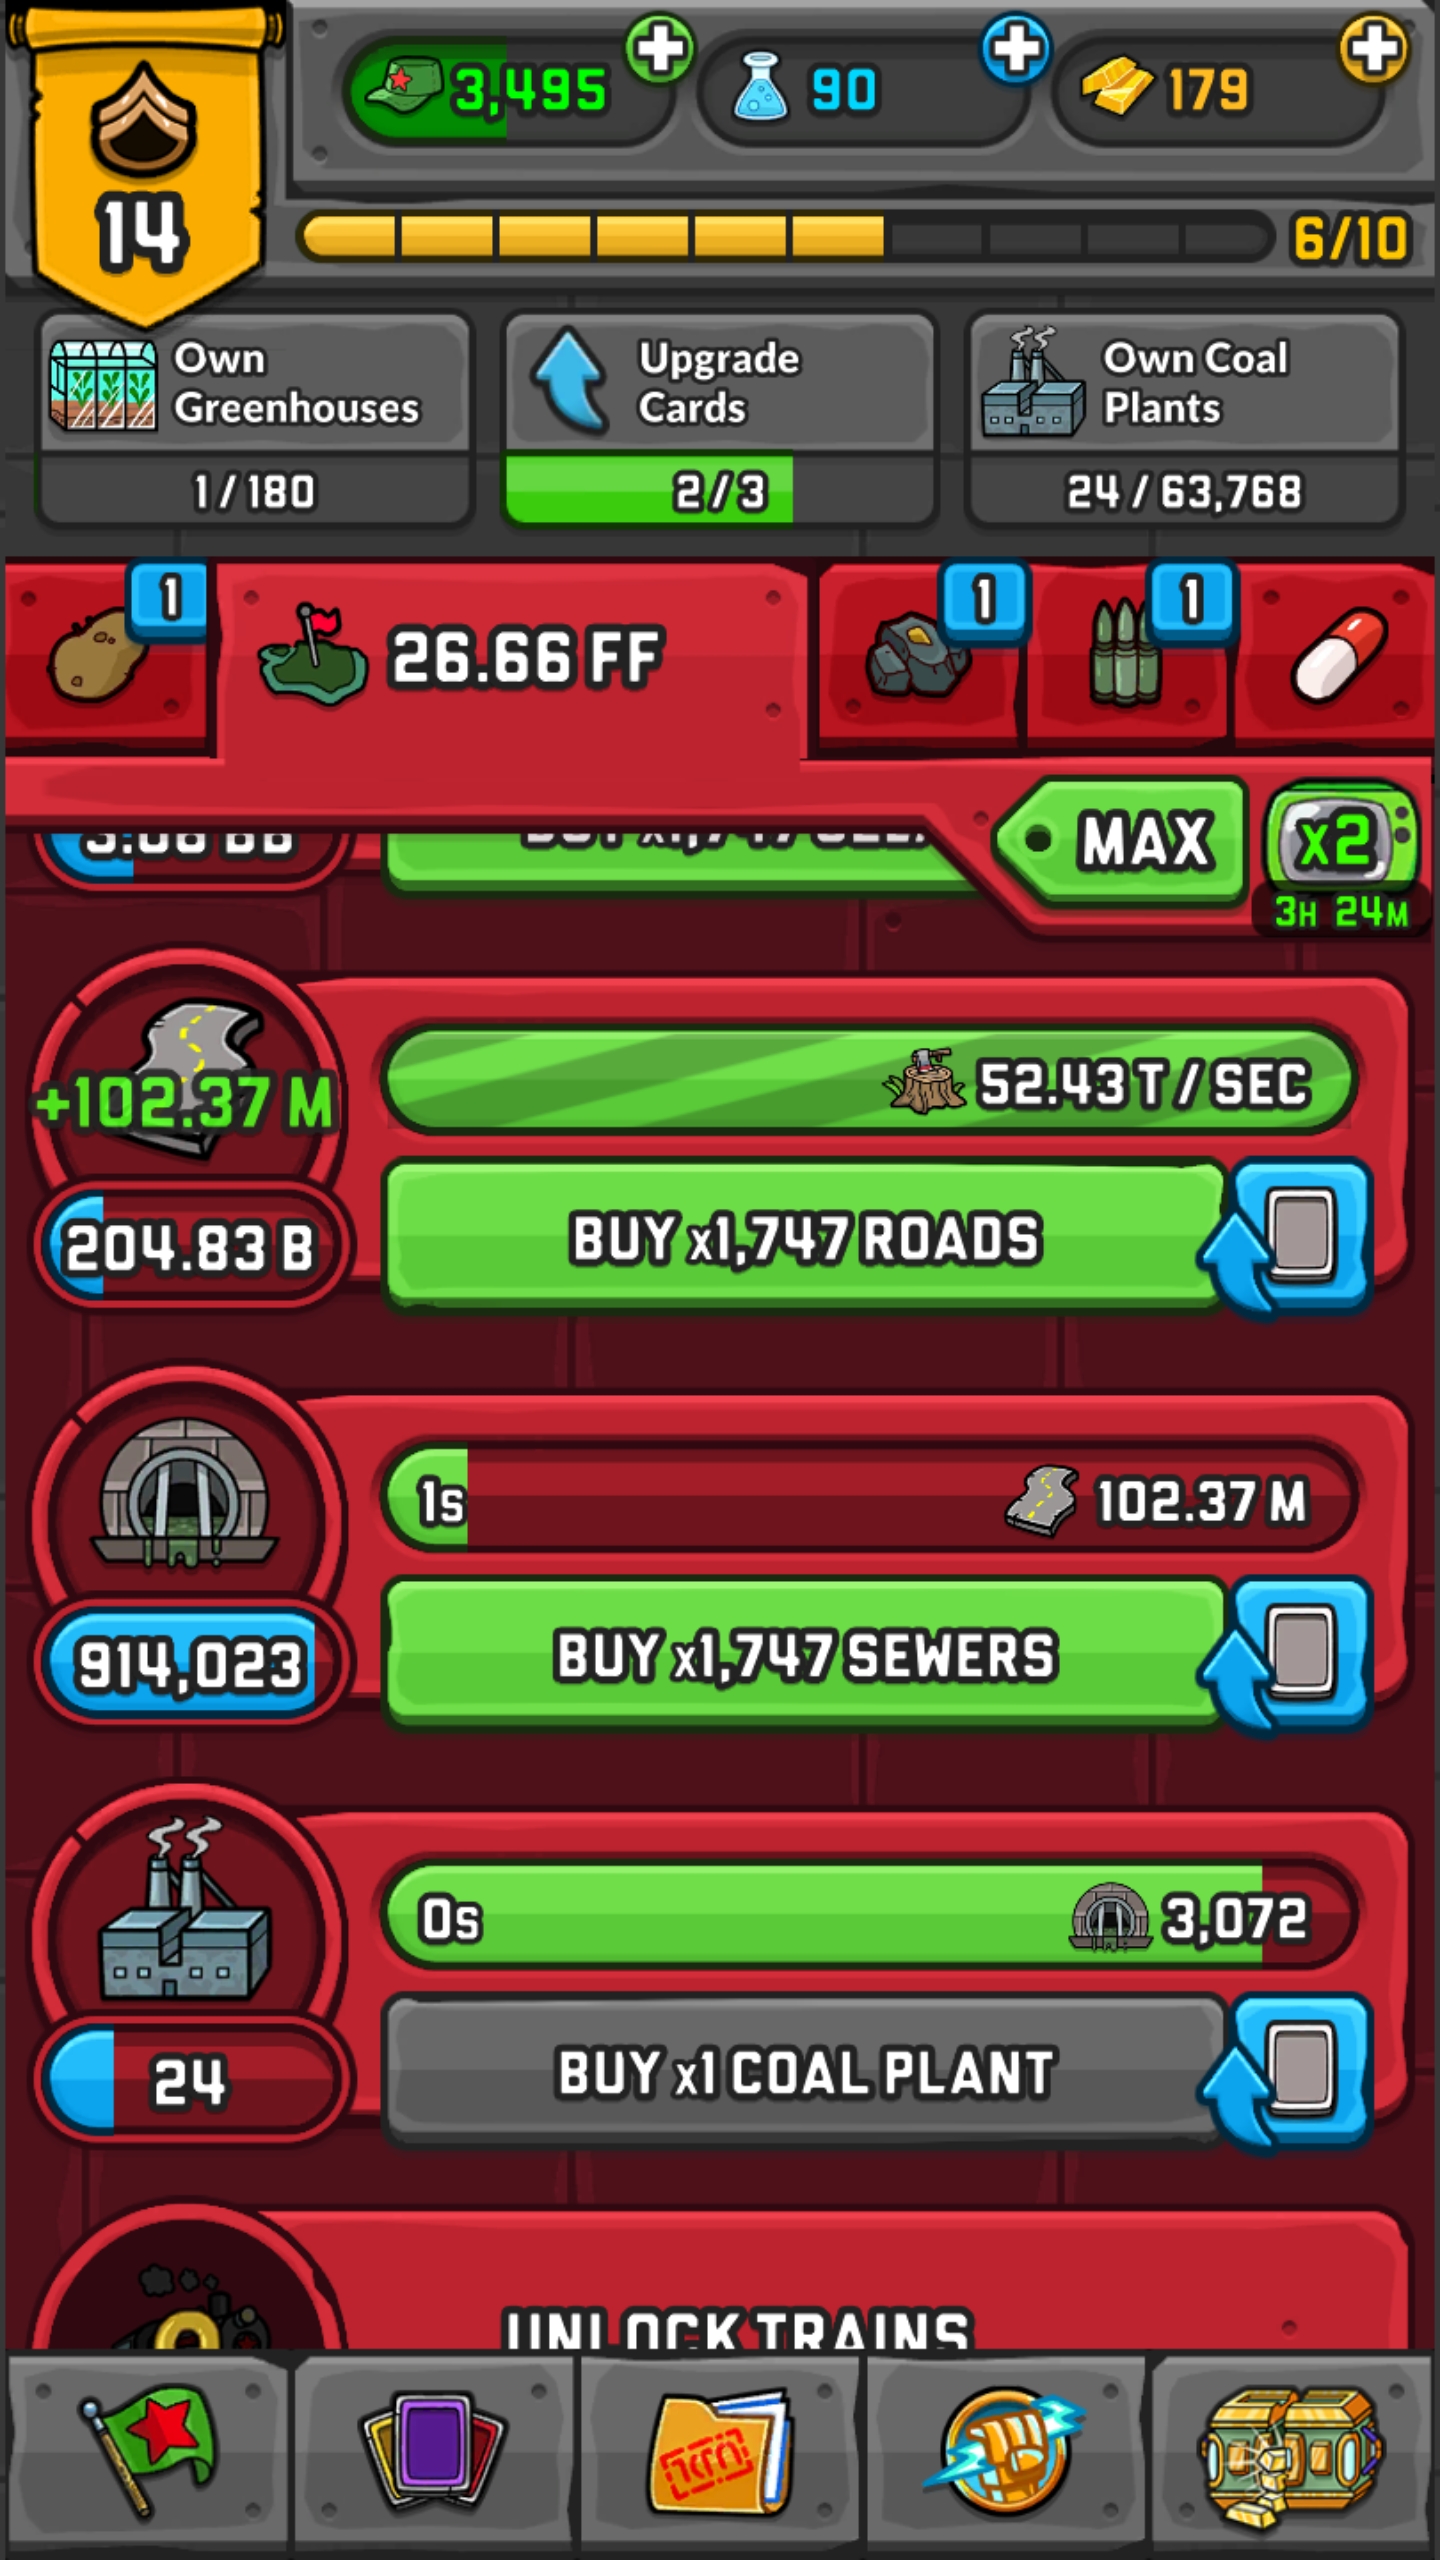 3,495
90
179
14
6/10
Own
Greenhouses
1/180
Upgrade
Cards
2/3
Own Coal
Plants
24/63,768
1
26.66 FF
1
1
MAX
x2
3H 24M
+102.37 M
52.43 T / SEC
204.83 B
BUY x1,747 ROADS
1s
102.37 M
914,023
BUY x1,747 SEWERS
0s
3,072
24
BUY x1 COAL PLANT
UNLOCK TRAINS